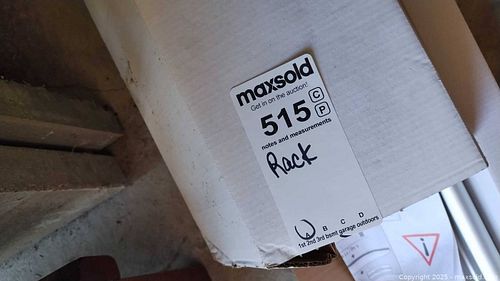 maxsold
Get in on the auction!
515 C
P
notes and measurements
Rack
B C D
1st 2nd 3rd bsmt garage outdoors
i
Copyright 2025 - maxsold.com